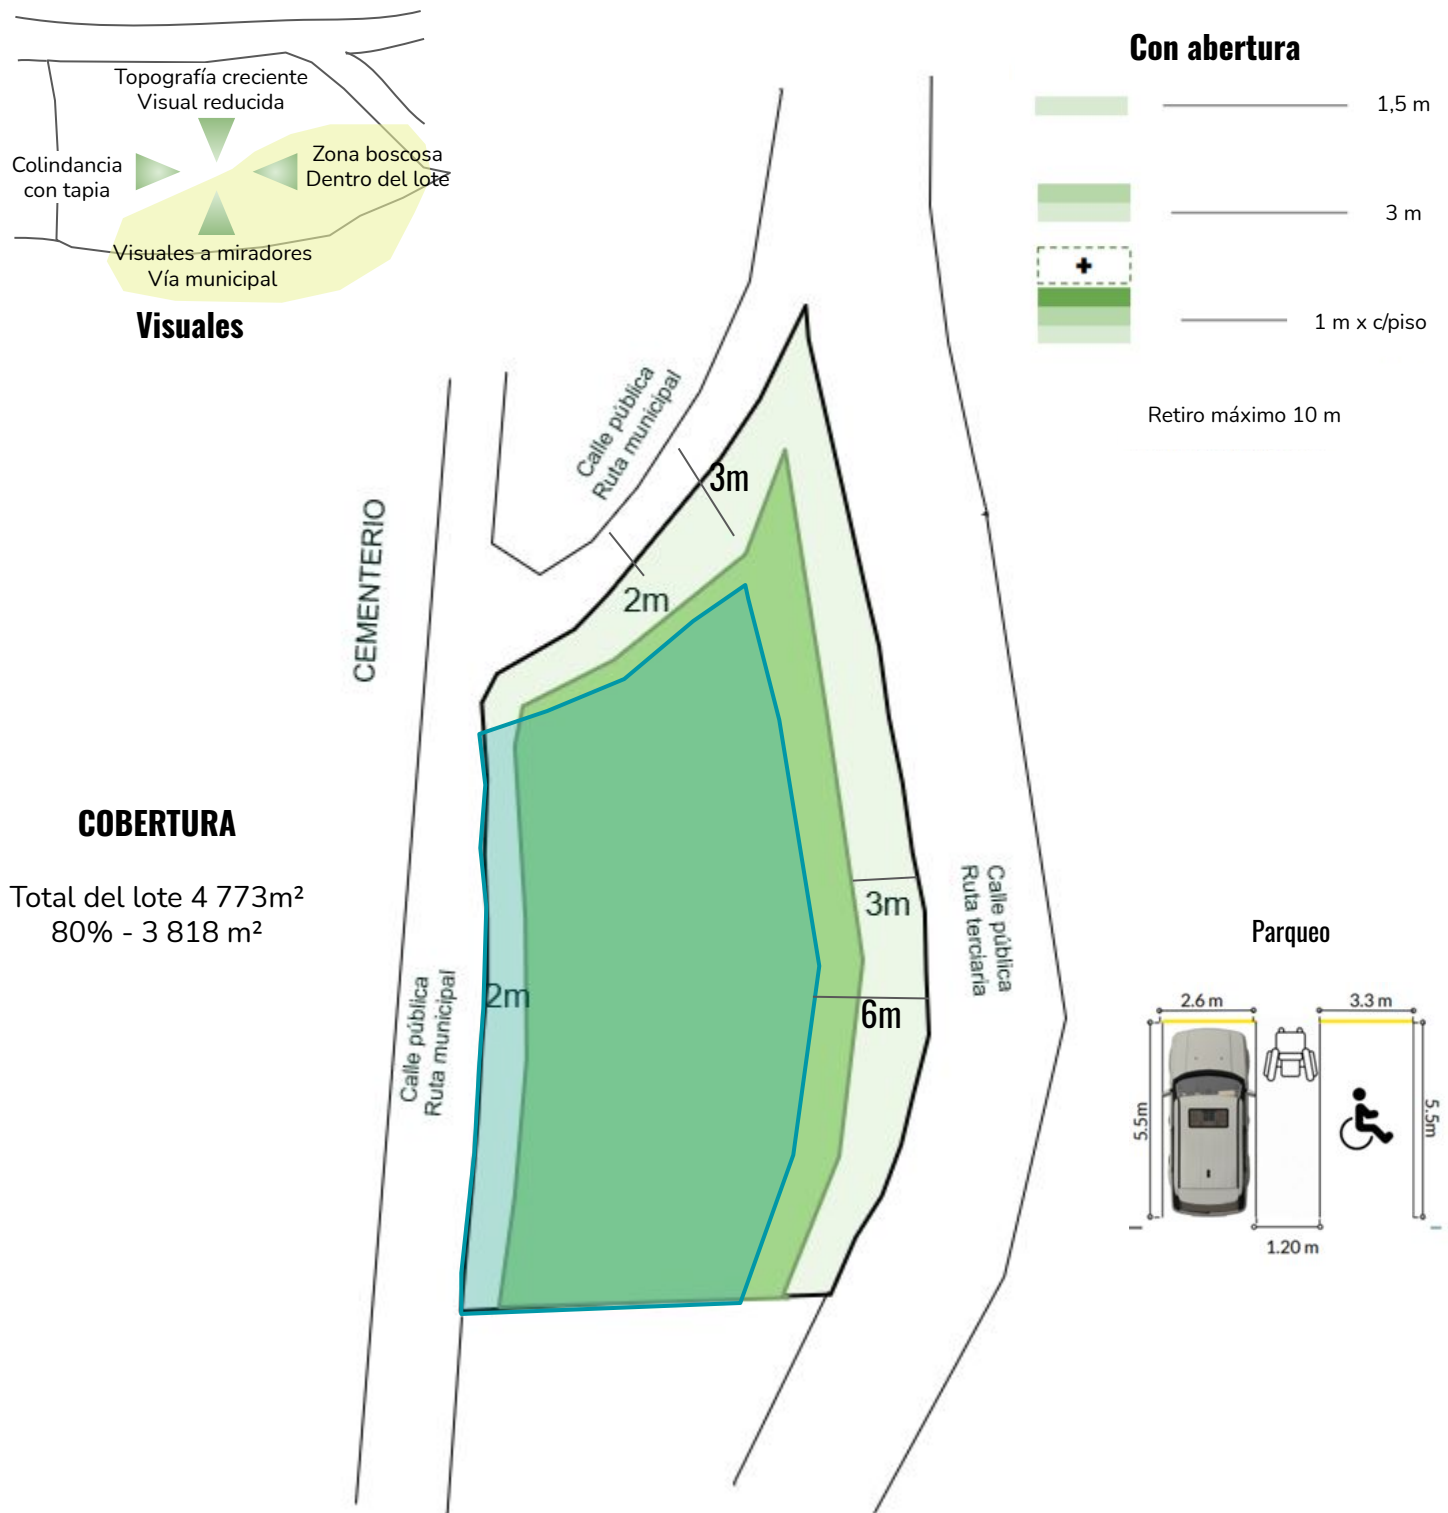 Topografía creciente
Visual reducida
Colindancia
con tapia
Zona boscosa
Dentro del lote
Visuales a miradores
Vía municipal
Visuales
Con abertura
1,5 m
3 m
+
1 m x c/piso
Retiro máximo 10 m
Calle pública
Ruta municipal
3m
2m
CEMENTERIO
COBERTURA
Total del lote 4 773m²
80% - 3 818 m²
3m
Calle pública
Ruta terciaria
2m
6m
Calle pública
Ruta municipal
Parqueo
2.6 m
3.3 m
5.5m
5.5m
1.20 m